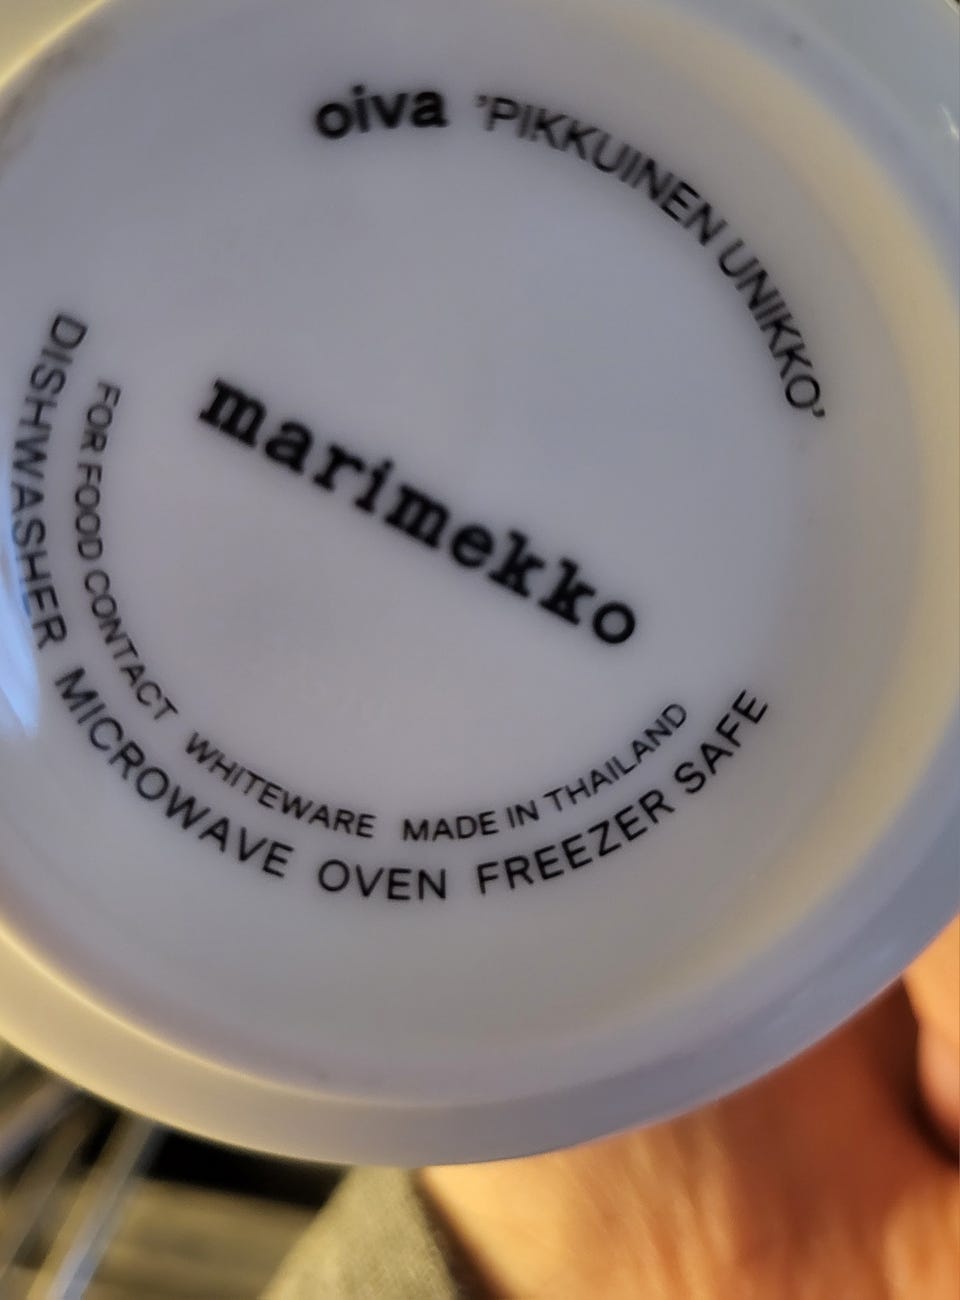 oiva 'PIKKUINEN UNIKKO'
marimekko
FOR FOOD CONTACT WHITEWARE MADE IN THAILAND
DISHWASHER MICROWAVE OVEN FREEZER SAFE